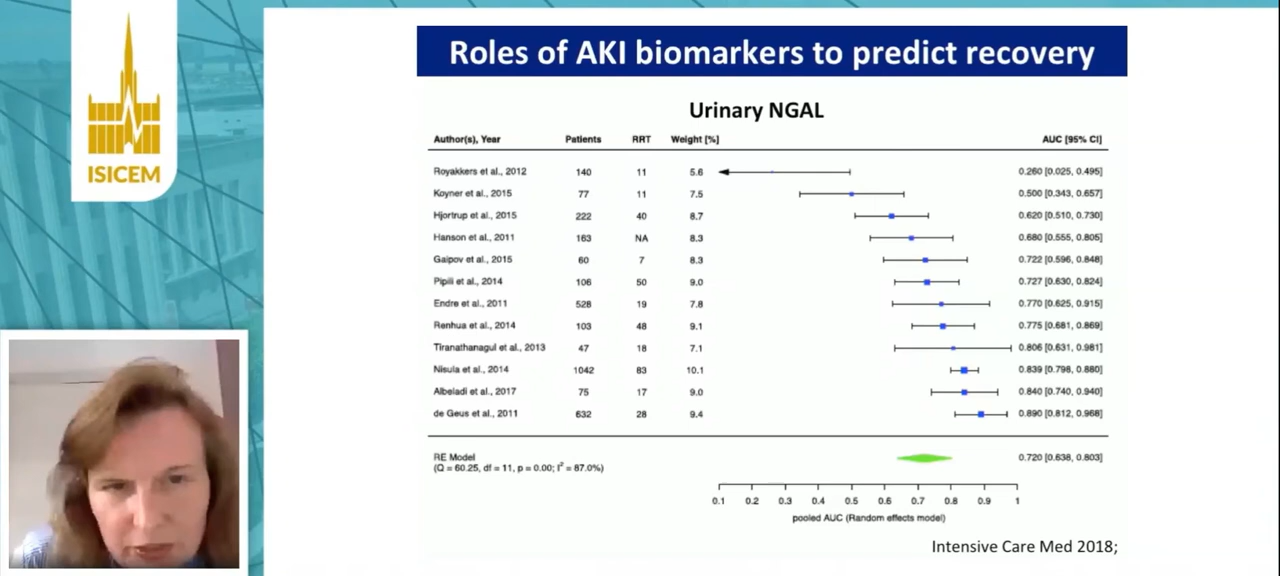 ISICEM
Roles of AKI biomarkers to predict recovery
Urinary NGAL
Author(s), Year Patients RRT Weight [%] AUC [95% CI]
Royakkers et al., 2012 140 11 5.6 0.260 [0.025, 0.495]
Koyner et al., 2015 77 11 7.5 0.500 [0.343, 0.657]
Hjortrup et al., 2015 222 40 8.7 0.620 [0.510, 0.730]
Hanson et al., 2011 163 NA 8.3 0.680 [0.555, 0.805]
Gaipov et al., 2015 60 7 8.3 0.722 [0.596, 0.848]
Pipili et al., 2014 106 50 9.0 0.727 [0.630, 0.824]
Endre et al., 2011 528 19 7.8 0.770 [0.625, 0.915]
Renhua et al., 2014 103 48 9.1 0.775 [0.681, 0.869]
Tiranathanagul et al., 2013 47 18 7.1 0.806 [0.631, 0.981]
Nisula et al., 2014 1042 83 10.1 0.839 [0.798, 0.880]
Albeladi et al., 2017 75 17 9.0 0.840 [0.740, 0.940]
de Geus et al., 2011 632 28 9.4 0.890 [0.812, 0.968]
RE Model 0.720 [0.638, 0.803]
(Q = 60.25, df = 11, p = 0.00; I² = 87.0%)
0.1 0.2 0.3 0.4 0.5 0.6 0.7 0.8 0.9 1
pooled AUC (Random effects model)
Intensive Care Med 2018;